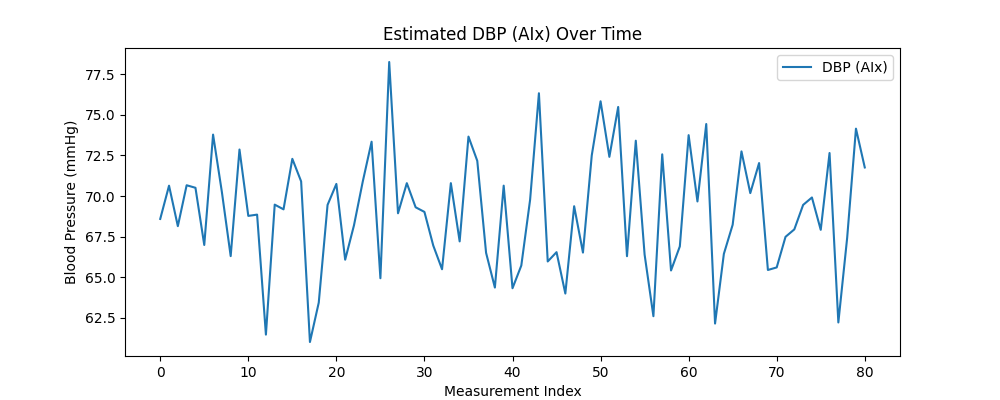 Estimated DBP (AIx) Over Time
DBP (AIx)
Blood Pressure (mmHg)
77.5
75.0
72.5
70.0
67.5
65.0
62.5
0 10 20 30 40 50 60 70 80
Measurement Index